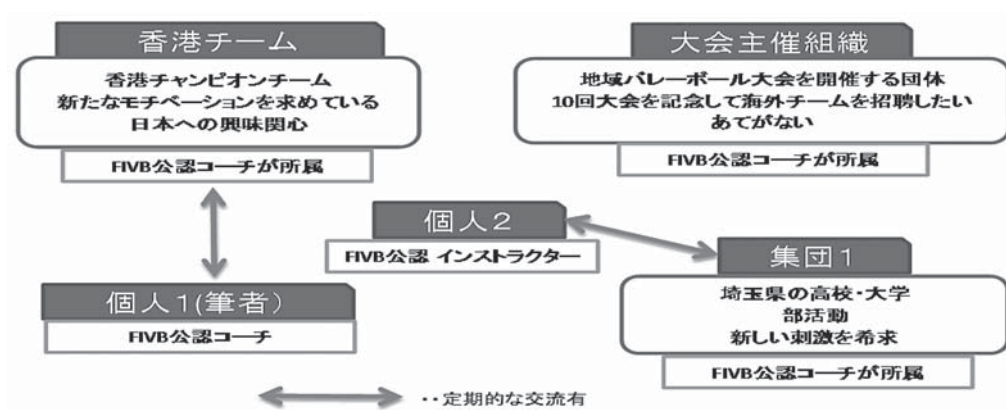 香港チーム
香港チャンピオンチーム
新たなモチベーションを求めている
日本への興味関心
FIVB公認コーチが所属
大会主催組織
地域バレーボール大会を開催する団体
10回大会を記念して海外チームを招聘したい
あてがない
FIVB公認コーチが所属
個人2
FIVB公認 インストラクター
個人1(筆者)
FIVB公認コーチ
集団1
埼玉県の高校・大学
部活動
新しい刺激を希求
FIVB公認コーチが所属
・・定期的な交流有